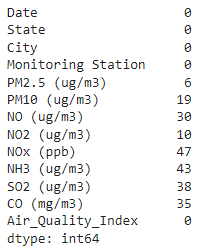 Date 0
State 0
City 0
Monitoring Station 0
PM2.5 (ug/m3) 6
PM10 (ug/m3) 19
NO (ug/m3) 30
NO2 (ug/m3) 10
NOx (ppb) 47
NH3 (ug/m3) 43
SO2 (ug/m3) 38
CO (mg/m3) 35
Air_Quality_Index 0
dtype: int64